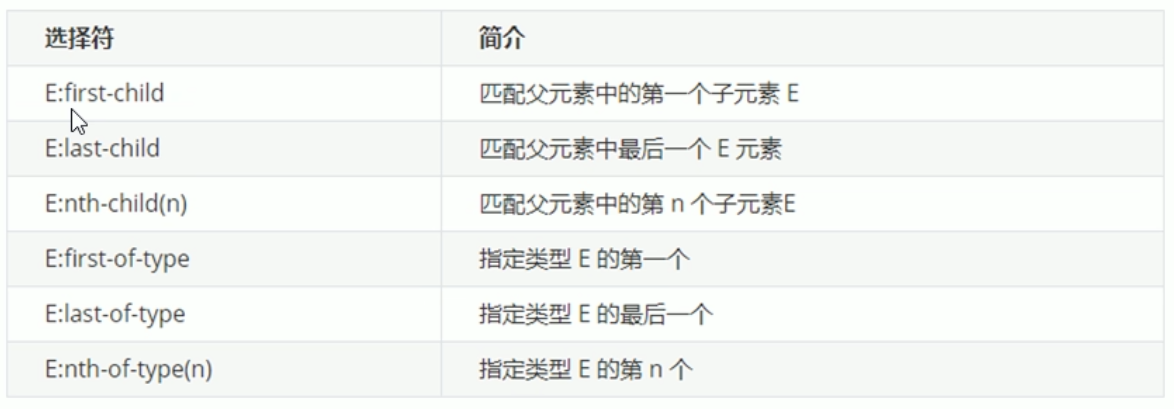 选择符 简介
E:first-child 匹配父元素中的第一个子元素 E
E:last-child 匹配父元素中最后一个 E 元素
E:nth-child(n) 匹配父元素中的第 n 个子元素E
E:first-of-type 指定类型 E 的第一个
E:last-of-type 指定类型 E 的最后一个
E:nth-of-type(n) 指定类型 E 的第 n 个